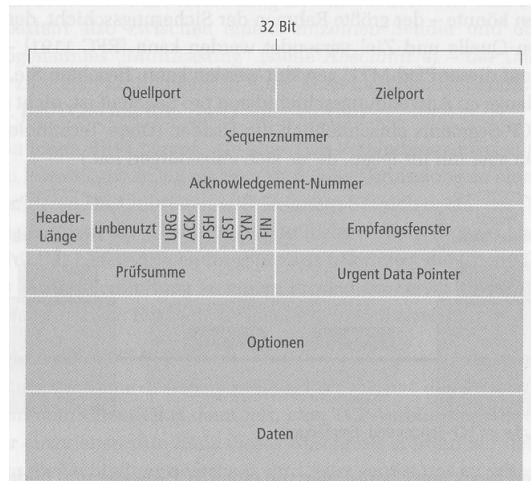 32 Bit
Quellport Zielport
Sequenznummer
Acknowledgement-Nummer
Header-
Länge unbenutzt URG ACK PSH RST SYN FIN Empfangsfenster
Prüfsumme Urgent Data Pointer
Optionen
Daten